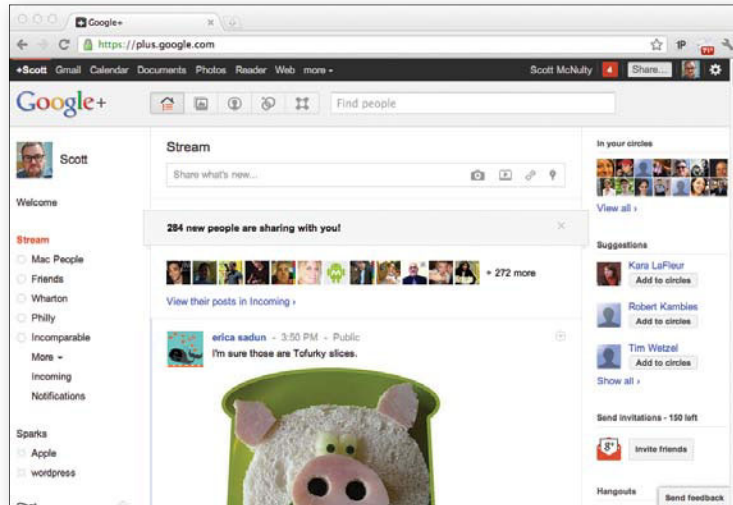 Google+
https://plus.google.com
1P
+Scott Gmail Calendar Documents Photos Reader Web more
Scott McNulty 4 Share...
Google+
Find people
Scott
Welcome
Stream
Mac People
Friends
Wharton
Philly
Incomparable
More
Incoming
Notifications
Sparks
Apple
wordpress
Stream
Share what's new...
284 new people are sharing with you!
+ 272 more
View their posts in Incoming ›
erica sadun - 3:50 PM - Public
I'm sure those are Tofurky slices.
In your circles
View all ›
Suggestions
Kara LaFleur
Add to circles
Robert Kambies
Add to circles
Tim Wetzel
Add to circles
Show all ›
Send invitations - 150 left
g+
Invite friends
Hangouts
Send feedback